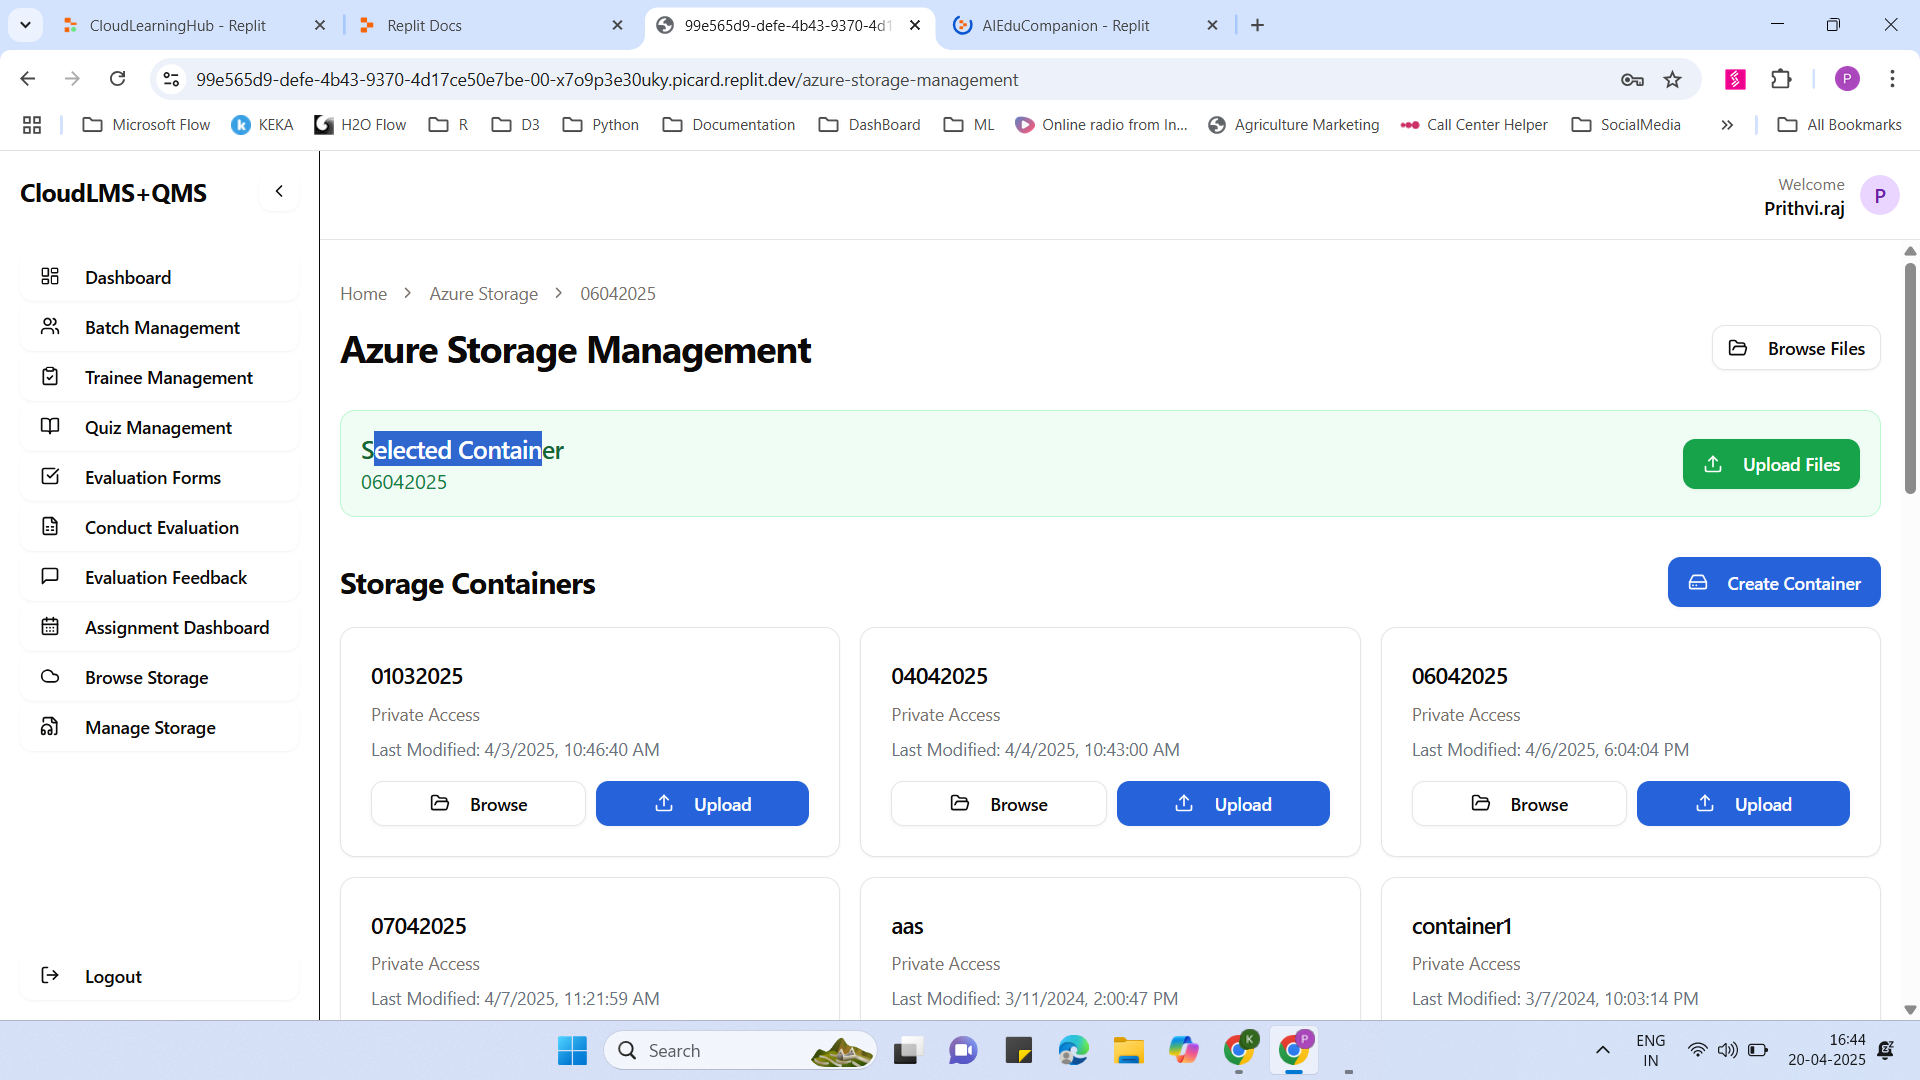 CloudLearningHub - Replit
Replit Docs
99e565d9-defe-4b43-9370-4d1
AIEduCompanion - Replit
99e565d9-defe-4b43-9370-4d17ce50e7be-00-x7o9p3e30uky.picard.replit.dev/azure-storage-management
P
Microsoft Flow
KEKA
H2O Flow
R
D3
Python
Documentation
DashBoard
ML
Online radio from In...
Agriculture Marketing
Call Center Helper
SocialMedia
All Bookmarks
CloudLMS+QMS
Welcome
Prithvi.raj
P
Dashboard
Batch Management
Trainee Management
Quiz Management
Evaluation Forms
Conduct Evaluation
Evaluation Feedback
Assignment Dashboard
Browse Storage
Manage Storage
Logout
Home > Azure Storage > 06042025
Azure Storage Management
Browse Files
Selected Container
06042025
Upload Files
Storage Containers
Create Container
01032025
Private Access
Last Modified: 4/3/2025, 10:46:40 AM
Browse
Upload
04042025
Private Access
Last Modified: 4/4/2025, 10:43:00 AM
Browse
Upload
06042025
Private Access
Last Modified: 4/6/2025, 6:04:04 PM
Browse
Upload
07042025
Private Access
Last Modified: 4/7/2025, 11:21:59 AM
aas
Private Access
Last Modified: 3/11/2024, 2:00:47 PM
container1
Private Access
Last Modified: 3/7/2024, 10:03:14 PM
Search
K
P
ENG
IN
16:44
20-04-2025